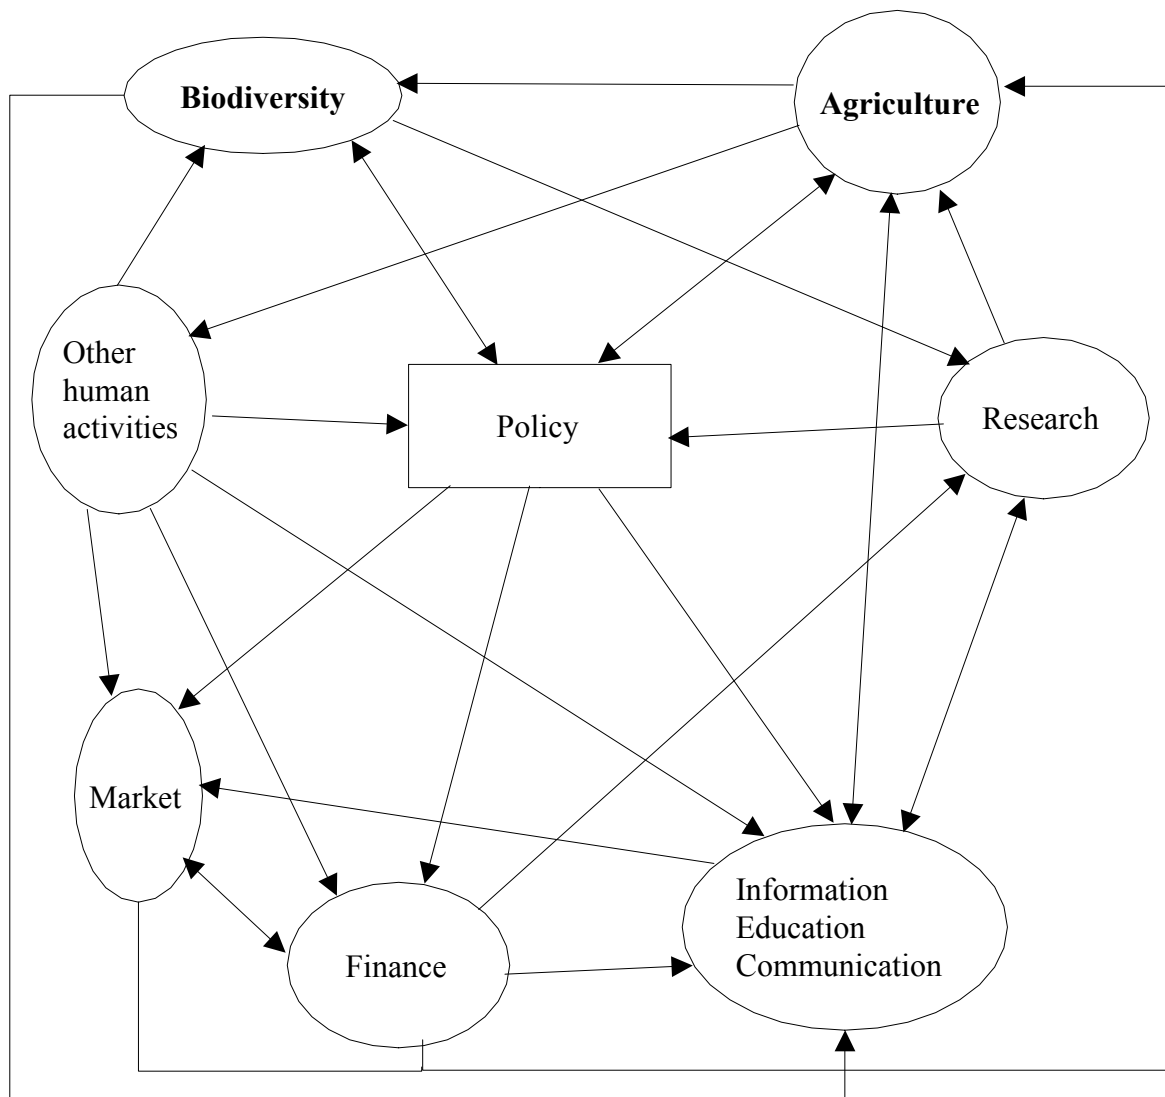 Biodiversity
Agriculture
Other
human
activities
Policy
Research
Market
Finance
Information
Education
Communication